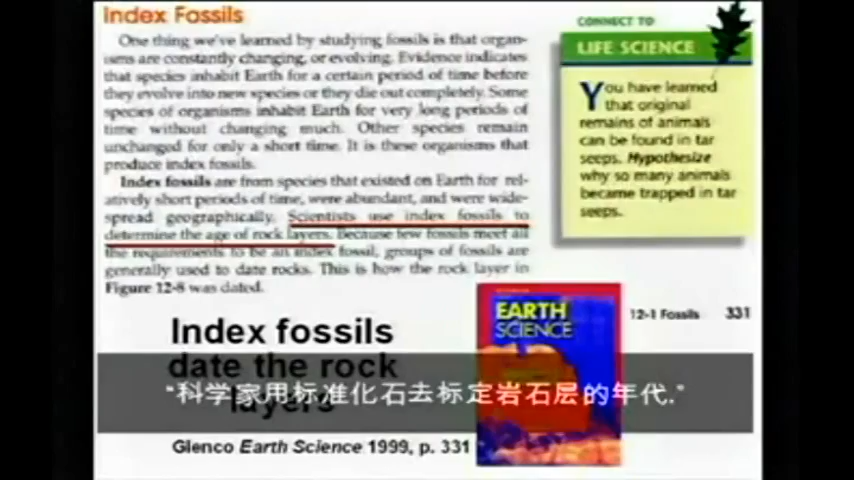 Index Fossils
One thing we've learned by studying fossils is that organ-
isms are constantly changing, or evolving. Evidence indicates
that species inhabit Earth for a certain period of time before
they evolve into new species or they die out completely. Some
species of organisms inhabit Earth for very long periods of
time without changing much. Other species remain
unchanged for only a short time. It is these organisms that
produce index fossils.
Index fossils are from species that existed on Earth for rel-
atively short periods of time, were abundant, and were wide-
spread geographically. Scientists use index fossils to
determine the age of rock layers. Because few fossils meet all
the requirements to be an index fossil, groups of fossils are
generally used to date rocks. This is how the rock layer in
Figure 12-8 was dated.
CONNECT TO
LIFE SCIENCE
You have learned
that original
remains of animals
can be found in tar
seeps. Hypothesize
why so many animals
became trapped in tar
seeps.
EARTH
SCIENCE
12-1 Fossils 331
Index fossils
date the rock
layers
“科学家用标准化石去标定岩石层的年代.”
Glenco Earth Science 1999, p. 331